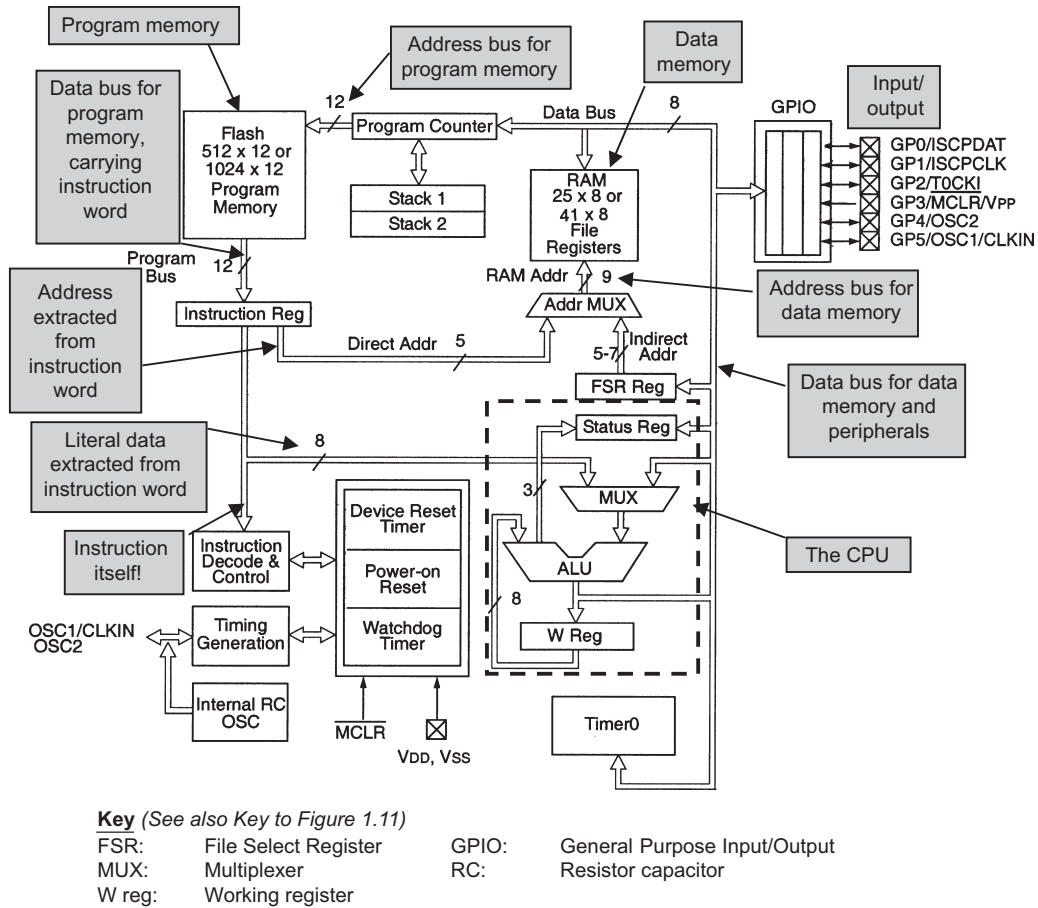 Program memory
Address bus for
program memory
Data
memory
Data bus for
program
memory,
carrying
instruction
word
Input/
output
12
Data Bus
8
GPIO
Flash
512 x 12 or
1024 x 12
Program
Memory
Program Counter
Stack 1
Stack 2
RAM
25 x 8 or
41 x 8
File
Registers
GP0/ISCPDAT
GP1/ISCPCLK
GP2/T0CKI
GP3/MCLR/VPP
GP4/OSC2
GP5/OSC1/CLKIN
Program
Bus
12
RAM Addr
9
Address
extracted
from
instruction
word
Instruction Reg
Addr MUX
Address bus for
data memory
Direct Addr
5
5-7
Indirect
Addr
FSR Reg
Data bus for data
memory and
peripherals
Literal data
extracted from
instruction word
8
Status Reg
3
MUX
Device Reset
Timer
Power-on
Reset
Watchdog
Timer
Instruction
itself!
Instruction
Decode &
Control
ALU
The CPU
8
W Reg
OSC1/CLKIN
OSC2
Timing
Generation
Internal RC
OSC
MCLR
VDD, VSS
Timer0
Key (See also Key to Figure 1.11)
FSR: File Select Register GPIO: General Purpose Input/Output
MUX: Multiplexer RC: Resistor capacitor
W reg: Working register